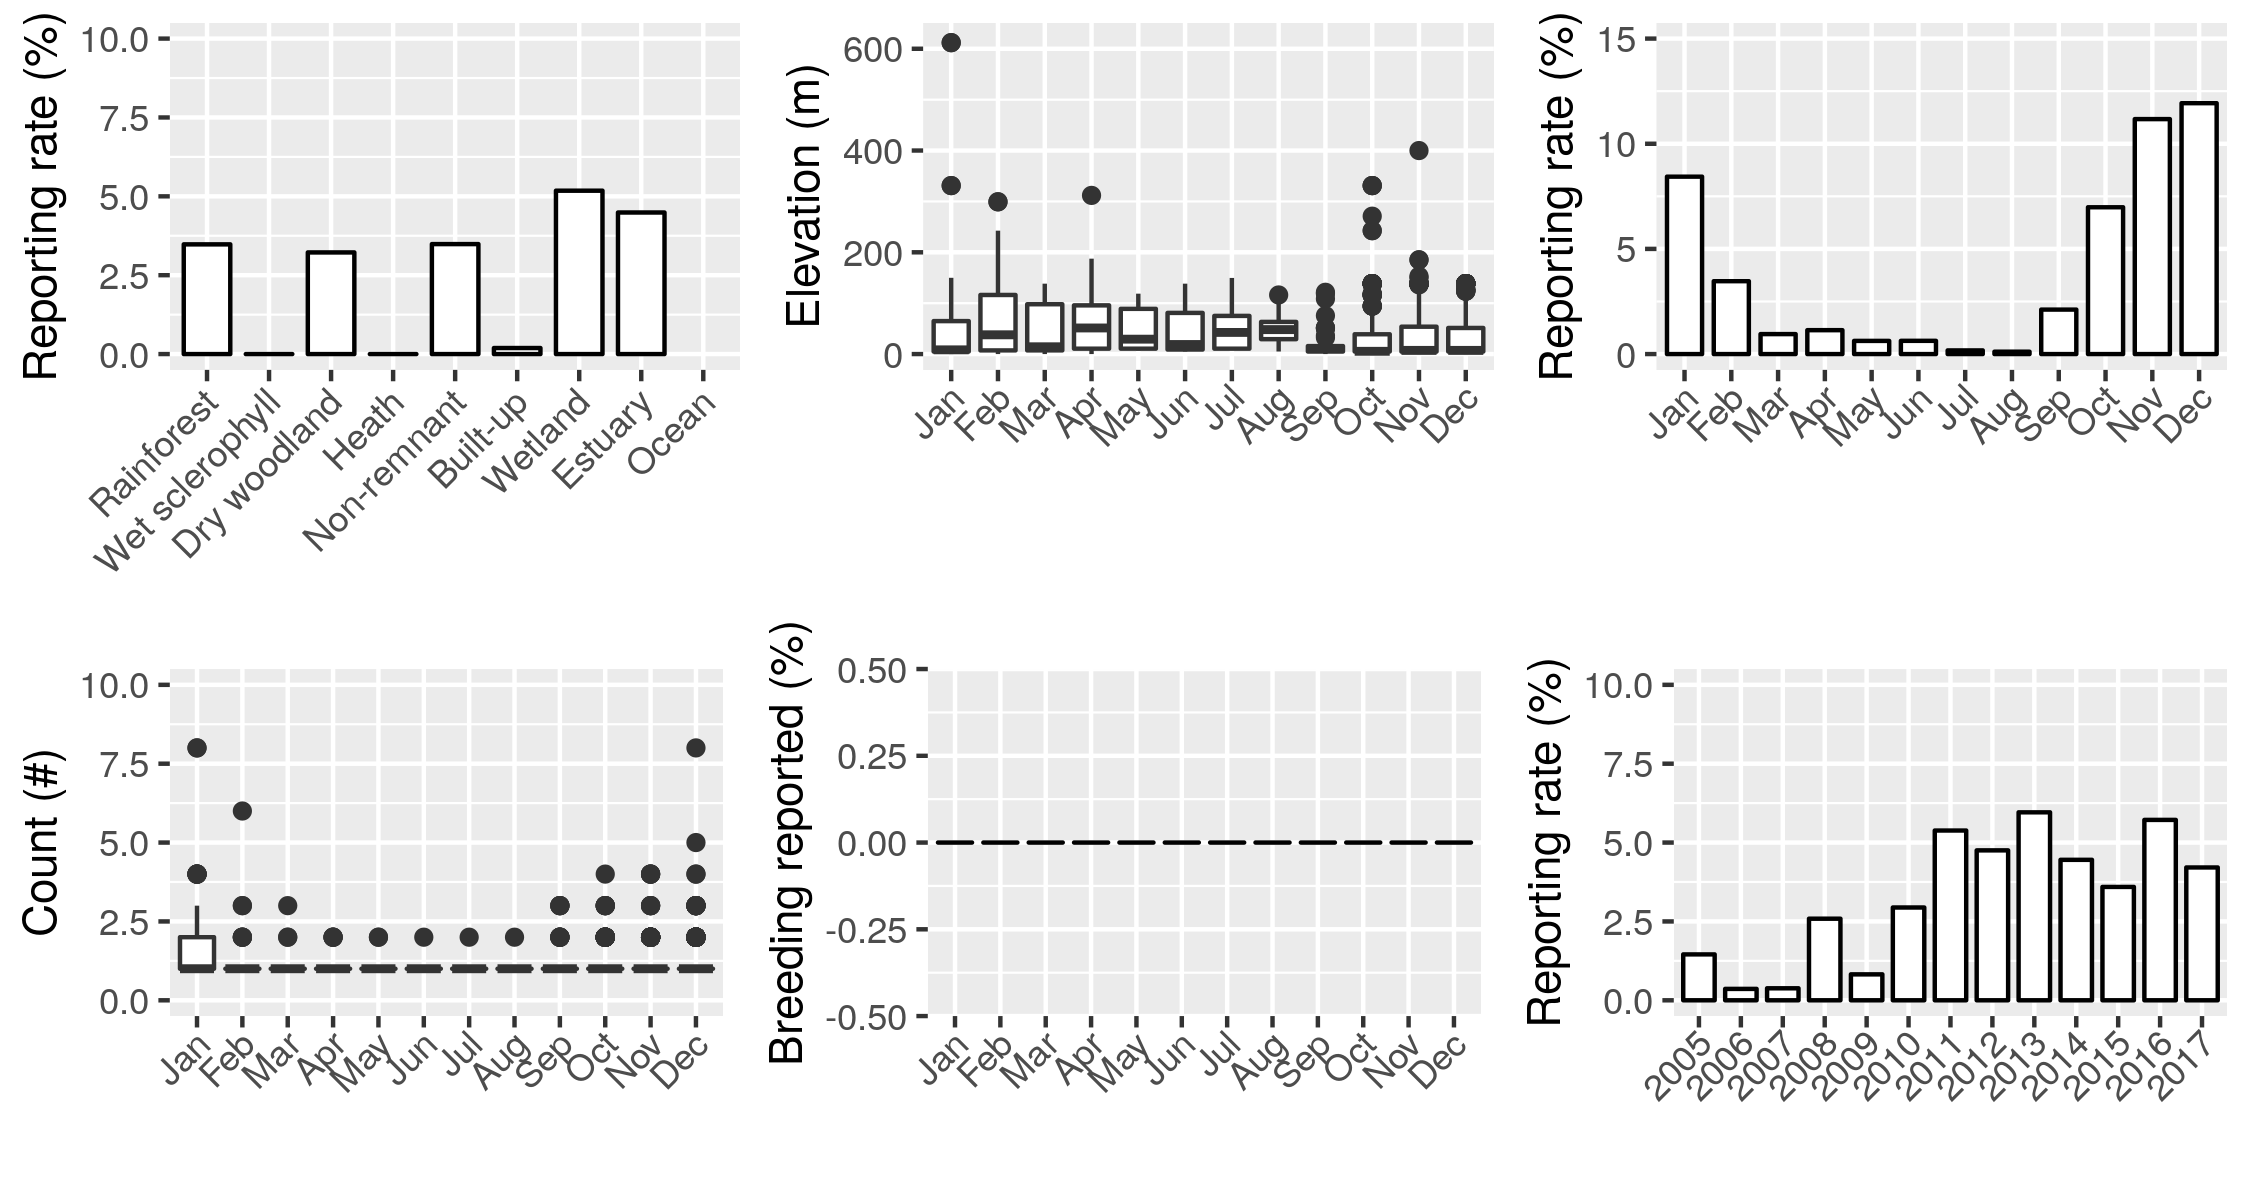 Reporting rate (%)
10.0
7.5
5.0
2.5
0.0
Rainforest
Wet sclerophyll
Dry woodland
Heath
Non-remnant
Built-up
Wetland
Estuary
Ocean
Elevation (m)
600
400
200
0
Jan
Feb
Mar
Apr
May
Jun
Jul
Aug
Sep
Oct
Nov
Dec
Reporting rate (%)
15
10
5
0
Jan
Feb
Mar
Apr
May
Jun
Jul
Aug
Sep
Oct
Nov
Dec
Count (#)
10.0
7.5
5.0
2.5
0.0
Jan
Feb
Mar
Apr
May
Jun
Jul
Aug
Sep
Oct
Nov
Dec
Breeding reported (%)
0.50
0.25
0.00
-0.25
-0.50
Jan
Feb
Mar
Apr
May
Jun
Jul
Aug
Sep
Oct
Nov
Dec
Reporting rate (%)
10.0
7.5
5.0
2.5
0.0
2005
2006
2007
2008
2009
2010
2011
2012
2013
2014
2015
2016
2017